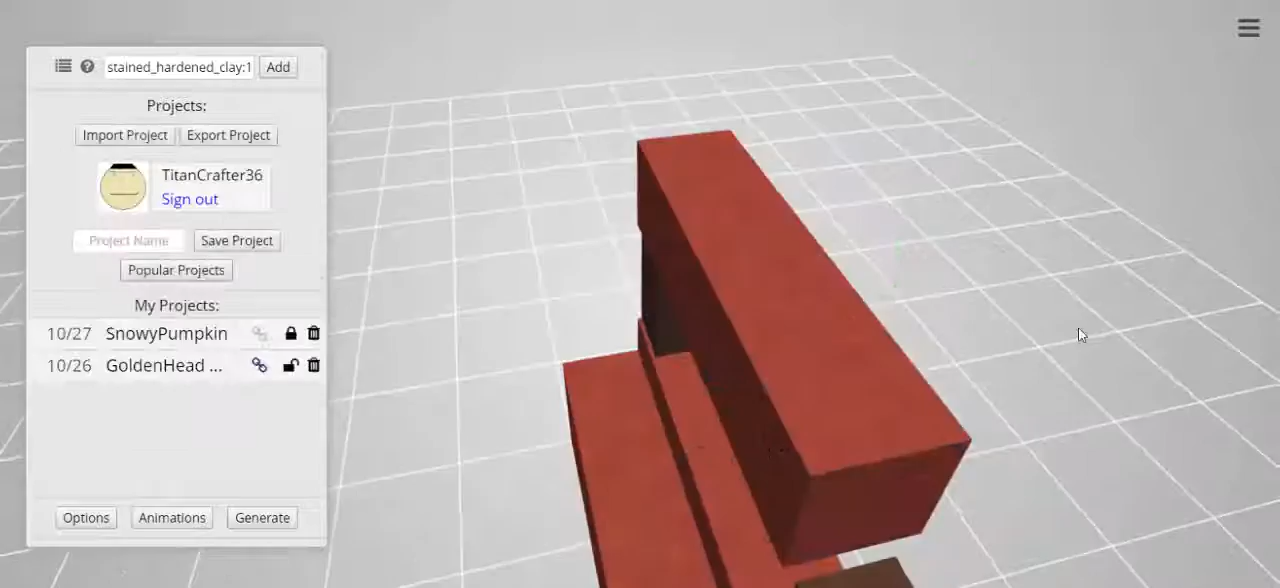 stained_hardened_clay:1 Add
Projects:
Import Project Export Project
TitanCrafter36
Sign out
Project Name Save Project
Popular Projects
My Projects:
10/27 SnowyPumpkin
10/26 GoldenHead ...
Options Animations Generate